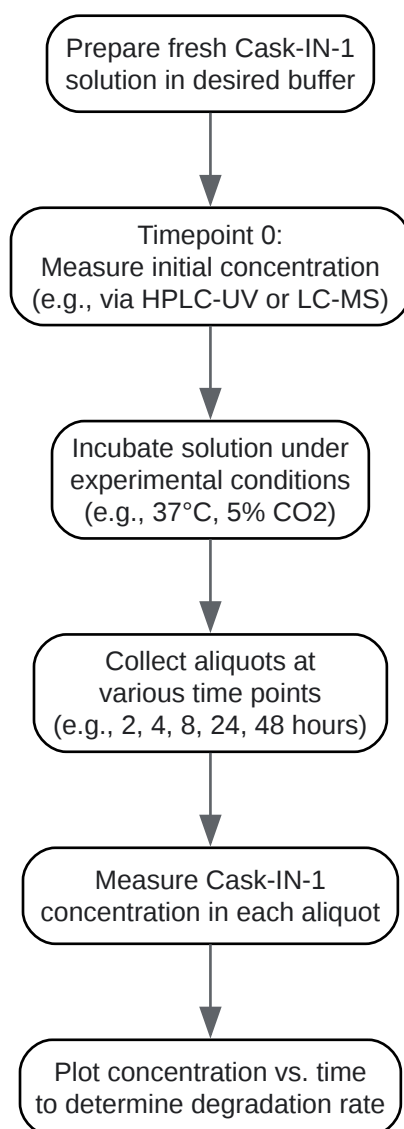 Prepare fresh Cask-IN-1
solution in desired buffer
Timepoint 0:
Measure initial concentration
(e.g., via HPLC-UV or LC-MS)
Incubate solution under
experimental conditions
(e.g., 37°C, 5% CO2)
Collect aliquots at
various time points
(e.g., 2, 4, 8, 24, 48 hours)
Measure Cask-IN-1
concentration in each aliquot
Plot concentration vs. time
to determine degradation rate